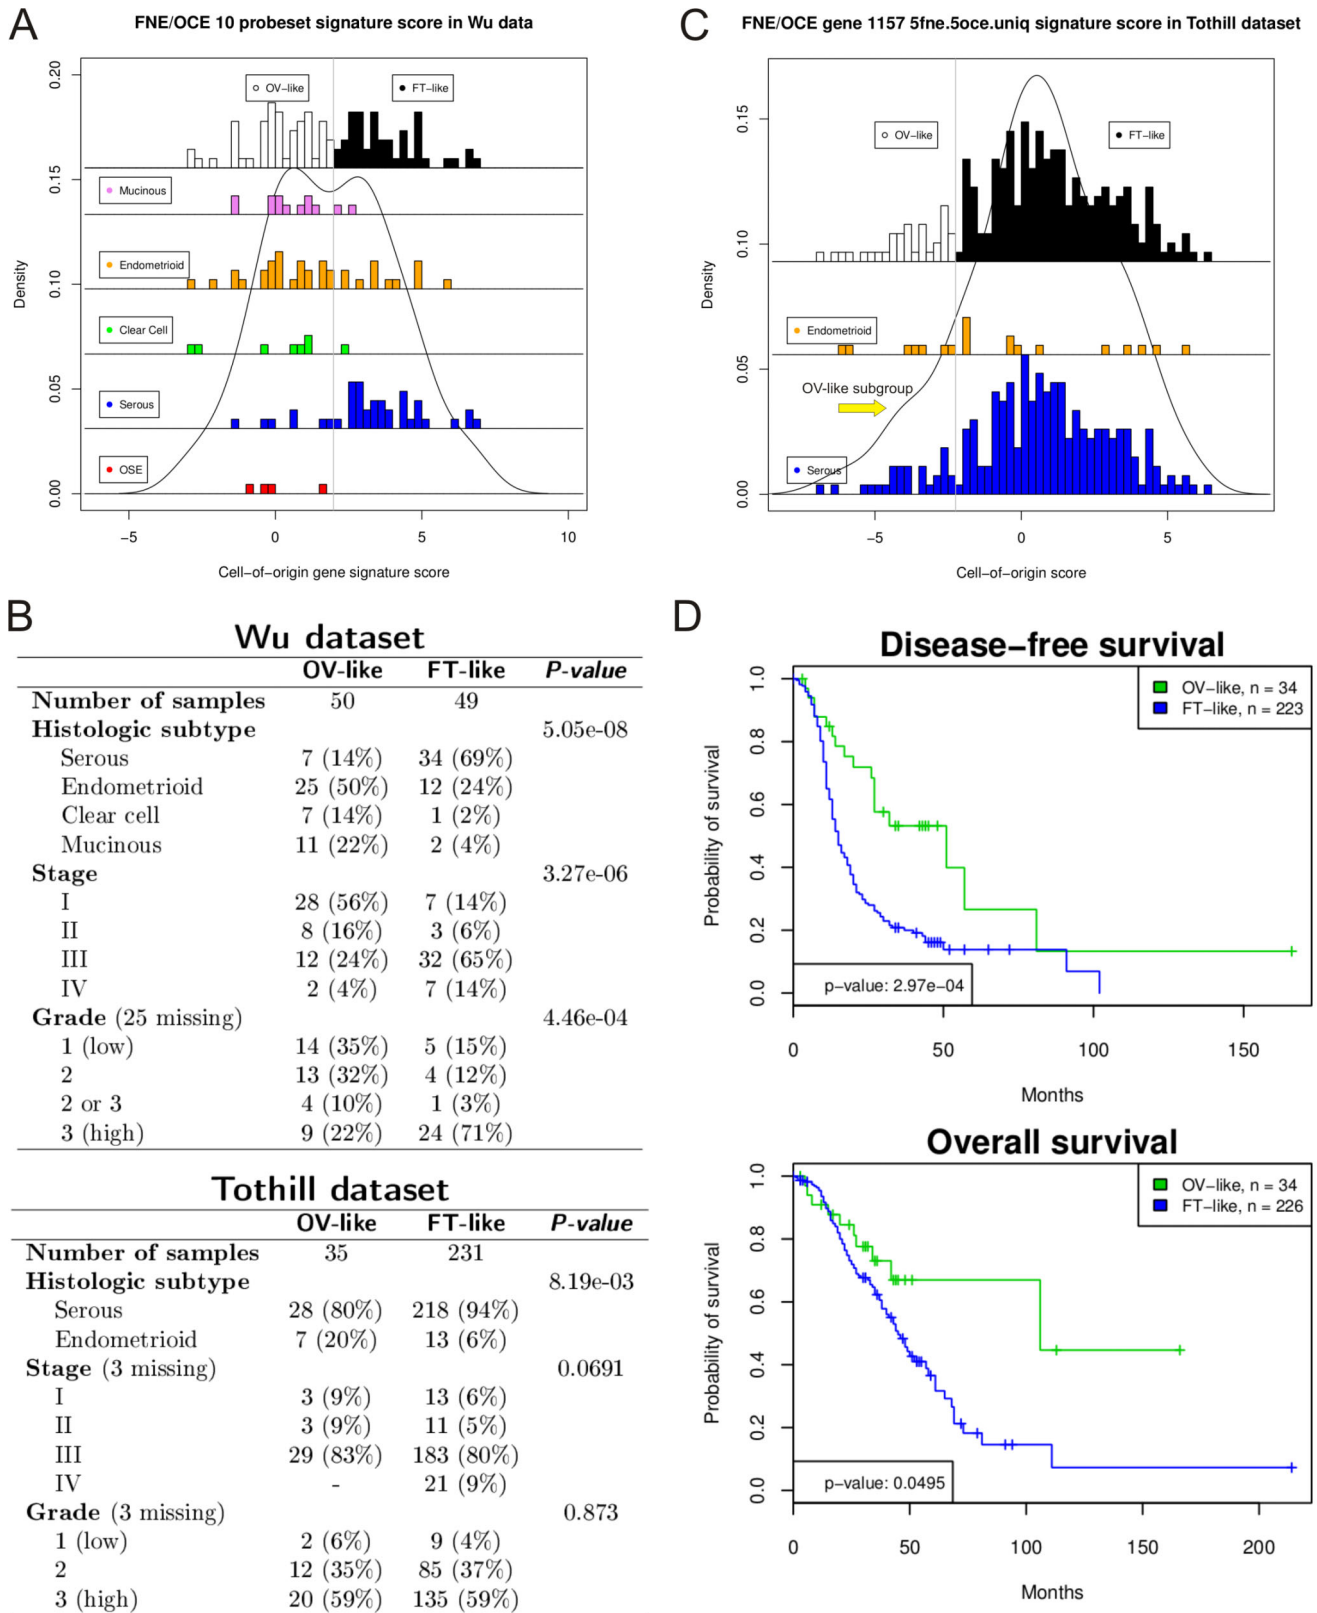 A
FNE/OCE 10 probeset signature score in Wu data
0.20
0.15
0.10
0.05
0.00
Density
OV-like
FT-like
Mucinous
Endometrioid
Clear Cell
Serous
OSE
-5
0
5
10
Cell-of-origin gene signature score
C
FNE/OCE gene 1157 5fne.5oce.uniq signature score in Tothill dataset
0.15
0.10
0.05
0.00
Density
OV-like
FT-like
Endometrioid
OV-like subgroup
Serous
-5
0
5
Cell-of-origin score
B
Wu dataset
OV-like FT-like P-value
Number of samples 50 49
Histologic subtype 5.05e-08
Serous 7 (14%) 34 (69%)
Endometrioid 25 (50%) 12 (24%)
Clear cell 7 (14%) 1 (2%)
Mucinous 11 (22%) 2 (4%)
Stage 3.27e-06
I 28 (56%) 7 (14%)
II 8 (16%) 3 (6%)
III 12 (24%) 32 (65%)
IV 2 (4%) 7 (14%)
Grade (25 missing) 4.46e-04
1 (low) 14 (35%) 5 (15%)
2 13 (32%) 4 (12%)
2 or 3 4 (10%) 1 (3%)
3 (high) 9 (22%) 24 (71%)
Tothill dataset
OV-like FT-like P-value
Number of samples 35 231
Histologic subtype 8.19e-03
Serous 28 (80%) 218 (94%)
Endometrioid 7 (20%) 13 (6%)
Stage (3 missing) 0.0691
I 3 (9%) 13 (6%)
II 3 (9%) 11 (5%)
III 29 (83%) 183 (80%)
IV - 21 (9%)
Grade (3 missing) 0.873
1 (low) 2 (6%) 9 (4%)
2 12 (35%) 85 (37%)
3 (high) 20 (59%) 135 (59%)
D
Disease-free survival
1.0
0.8
0.6
0.4
0.2
0.0
Probability of survival
OV-like, n = 34
FT-like, n = 223
p-value: 2.97e-04
0
50
100
150
Months
Overall survival
1.0
0.8
0.6
0.4
0.2
0.0
Probability of survival
OV-like, n = 34
FT-like, n = 226
p-value: 0.0495
0
50
100
150
200
Months